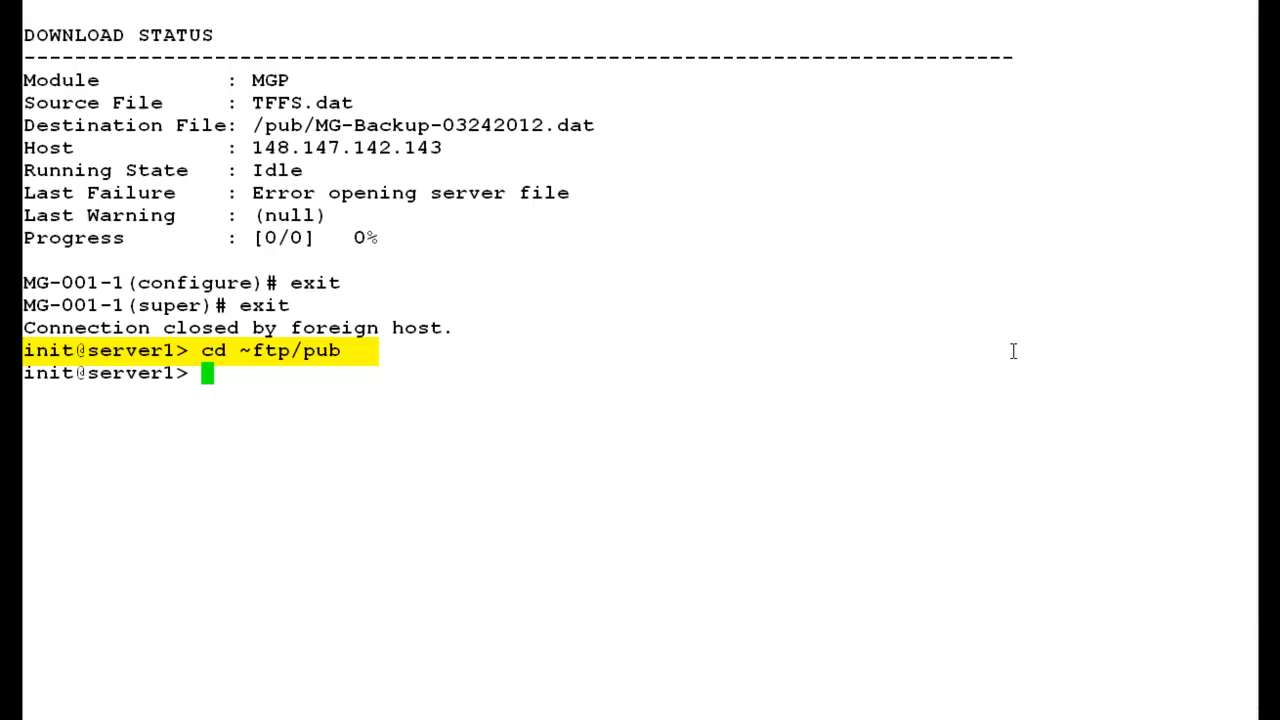 DOWNLOAD STATUS
------------------------------------------------------------------------------
Module          : MGP
Source File     : TFFS.dat
Destination File: /pub/MG-Backup-03242012.dat
Host            : 148.147.142.143
Running State   : Idle
Last Failure    : Error opening server file
Last Warning    : (null)
Progress        : [0/0]   0%
MG-001-1(configure)# exit
MG-001-1(super)# exit
Connection closed by foreign host.
init@server1> cd ~ftp/pub
init@server1>